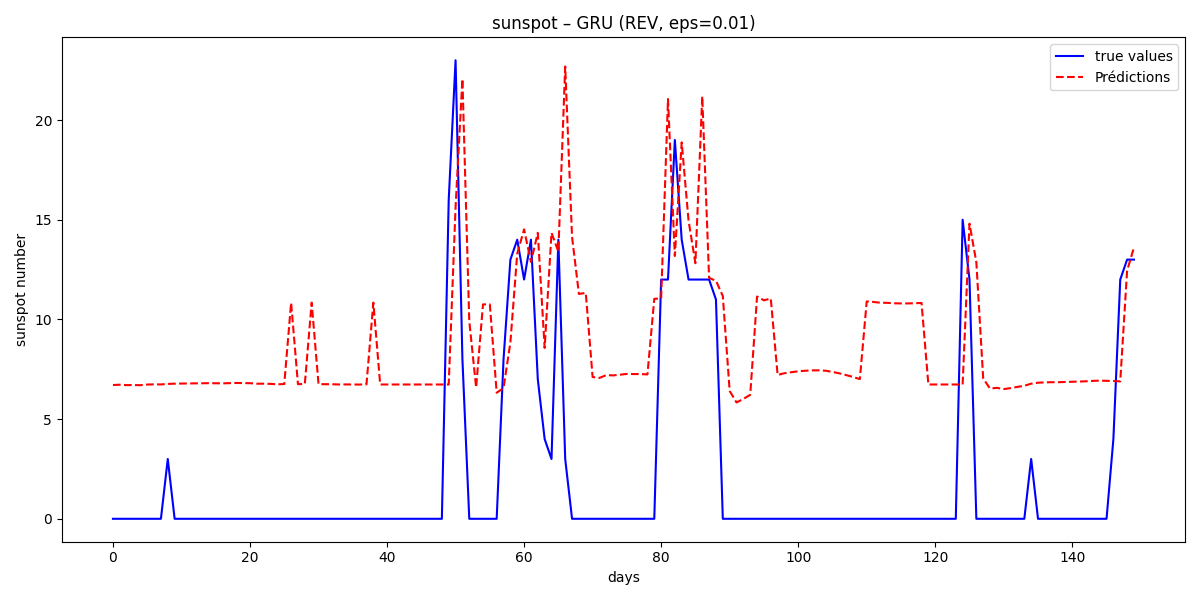 sunspot – GRU (REV, eps=0.01)
true values
Prédictions
sunspot number
20
15
10
5
0
0 20 40 60 80 100 120 140
days